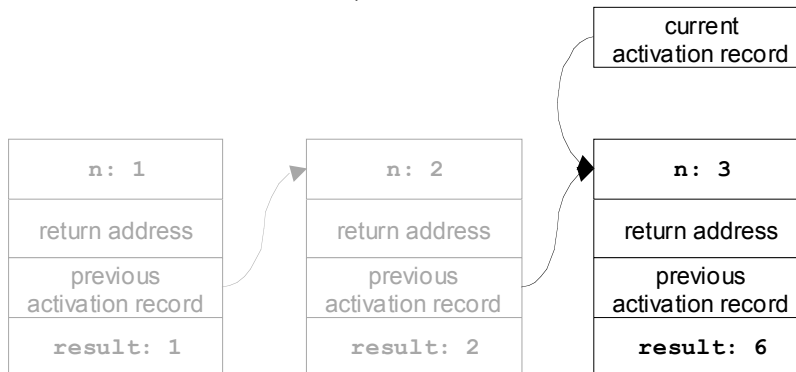 current
activation record
n: 1
return address
previous
activation record
result: 1
n: 2
return address
previous
activation record
result: 2
n: 3
return address
previous
activation record
result: 6